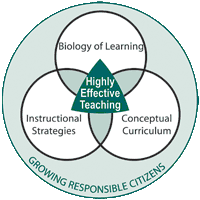 Biology of Learning
Highly
Effective
Teaching
Instructional
Strategies
Conceptual
Curriculum
GROWING RESPONSIBLE CITIZENS